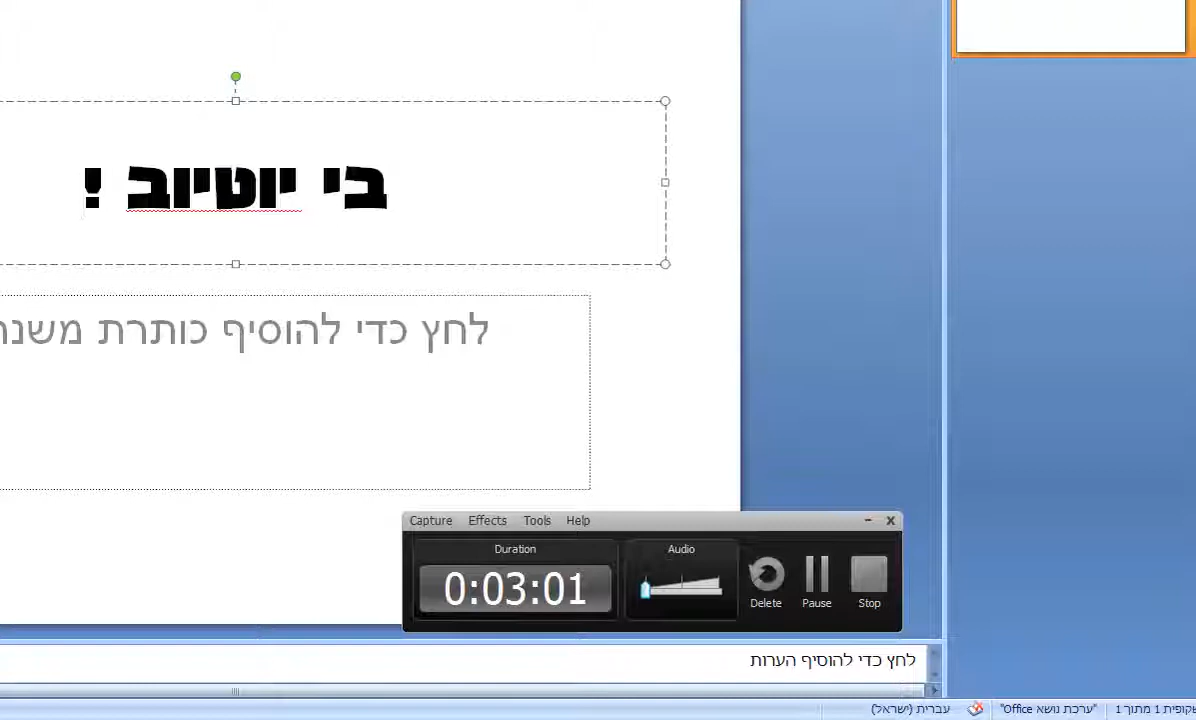 בי יוטיוב !
לחץ כדי להוסיף כותרת
Capture Effects Tools Help
Duration
Audio
0:03:01
Delete Pause Stop
לחץ כדי להוסיף הערות
שקופית 1 מתוך 1 "ערכת נושא Office" עברית (ישראל)